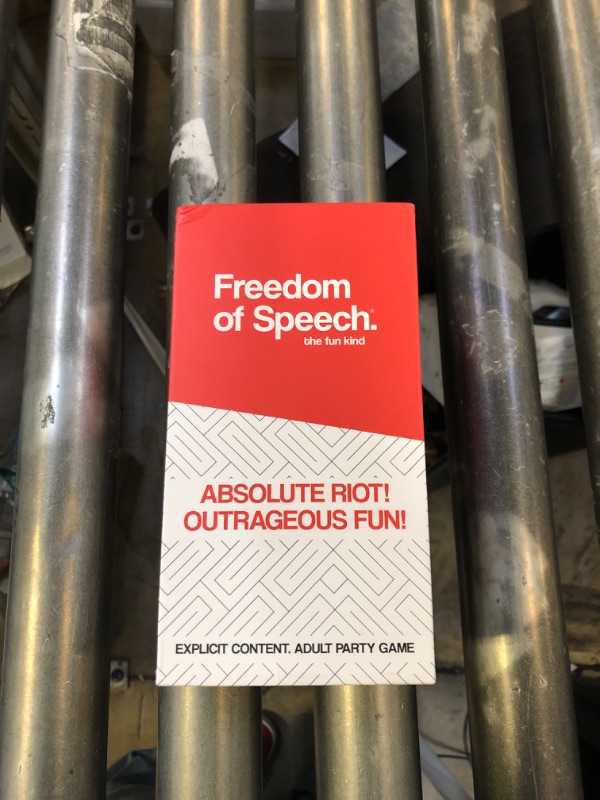 Freedom
of Speech.
the fun kind
ABSOLUTE RIOT!
OUTRAGEOUS FUN!
EXPLICIT CONTENT. ADULT PARTY GAME